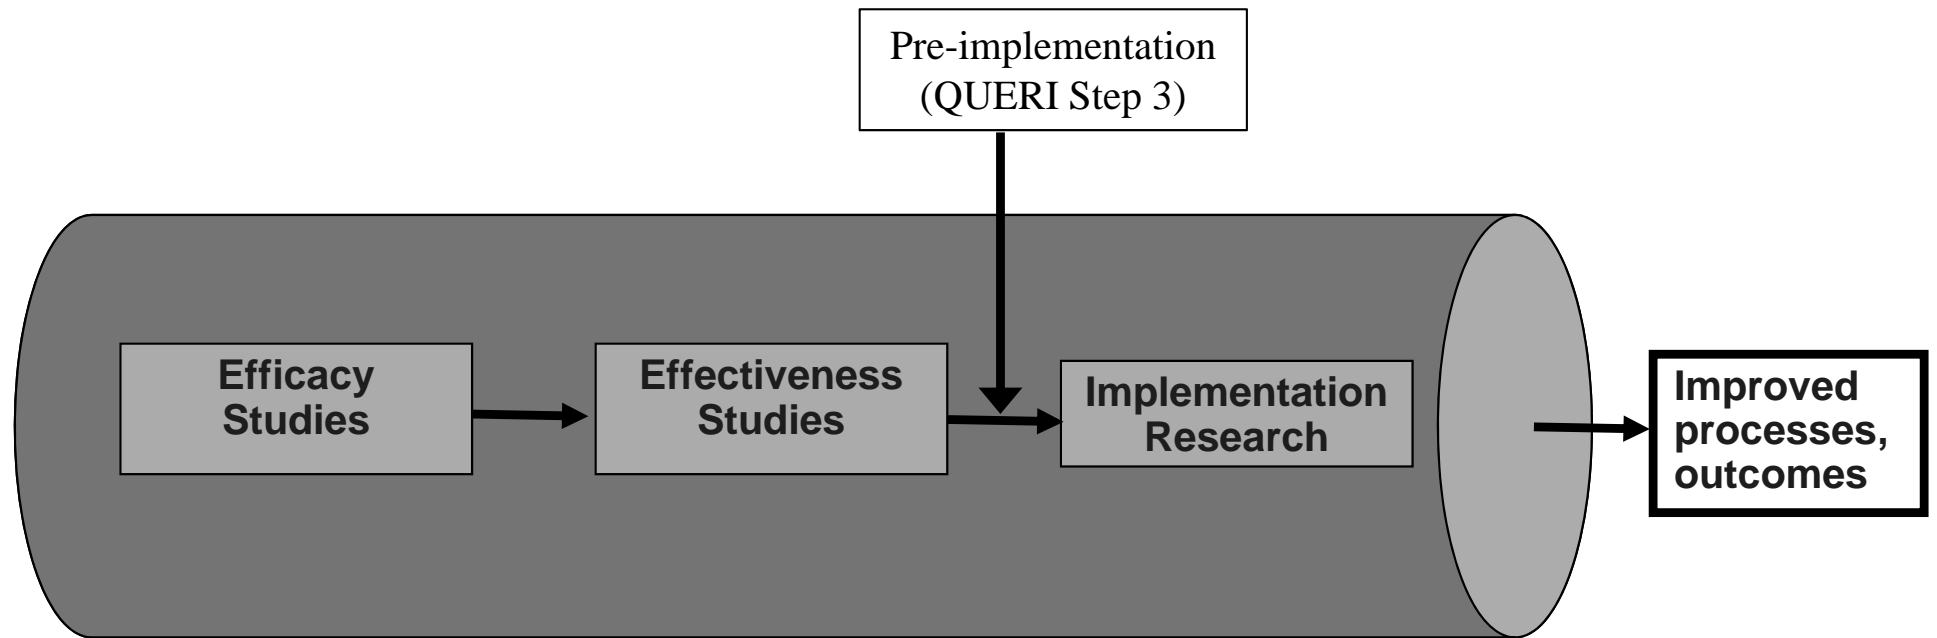 Pre-implementation
(QUERI Step 3)
Efficacy
Studies
Effectiveness
Studies
Implementation
Research
Improved
processes,
outcomes